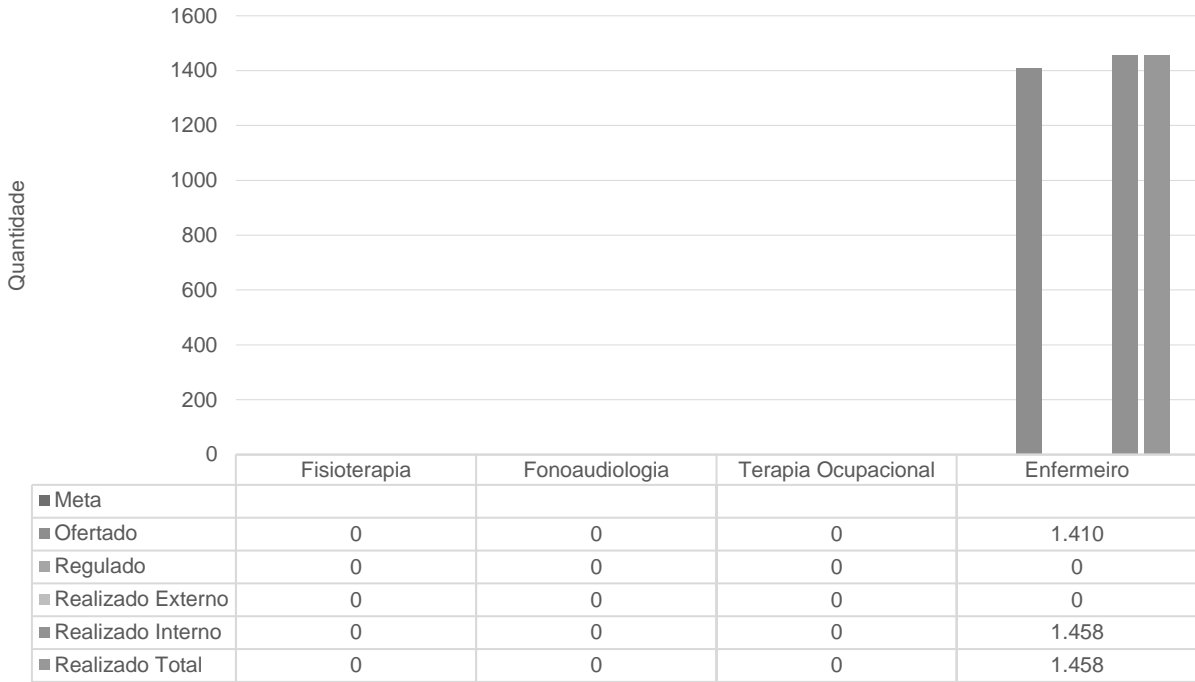 1600
1400
1200
1000
800
600
400
200
0
Quantidade
Fisioterapia Fonoaudiologia Terapia Ocupacional Enfermeiro
Meta
Ofertado 0 0 0 1.410
Regulado 0 0 0 0
Realizado Externo 0 0 0 0
Realizado Interno 0 0 0 1.458
Realizado Total 0 0 0 1.458